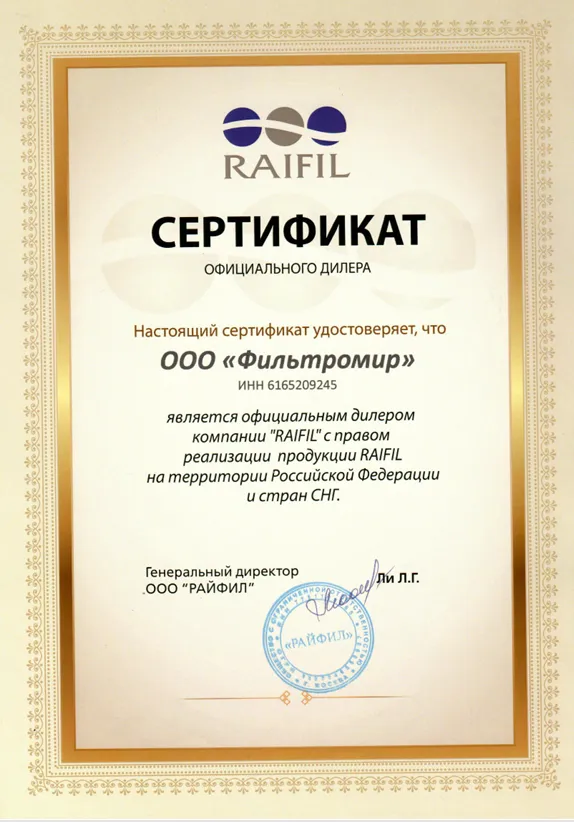 RAIFIL
СЕРТИФИКАТ
ОФИЦИАЛЬНОГО ДИЛЕРА
Настоящий сертификат удостоверяет, что
ООО «Фильтромир»
ИНН 6165209245
является официальным дилером
компании "RAIFIL" с правом
реализации продукции RAIFIL
на территории Российской Федерации
и стран СНГ.
Генеральный директор
Ли Л.Г.
ООО "РАЙФИЛ"
«РАЙФИЛ»